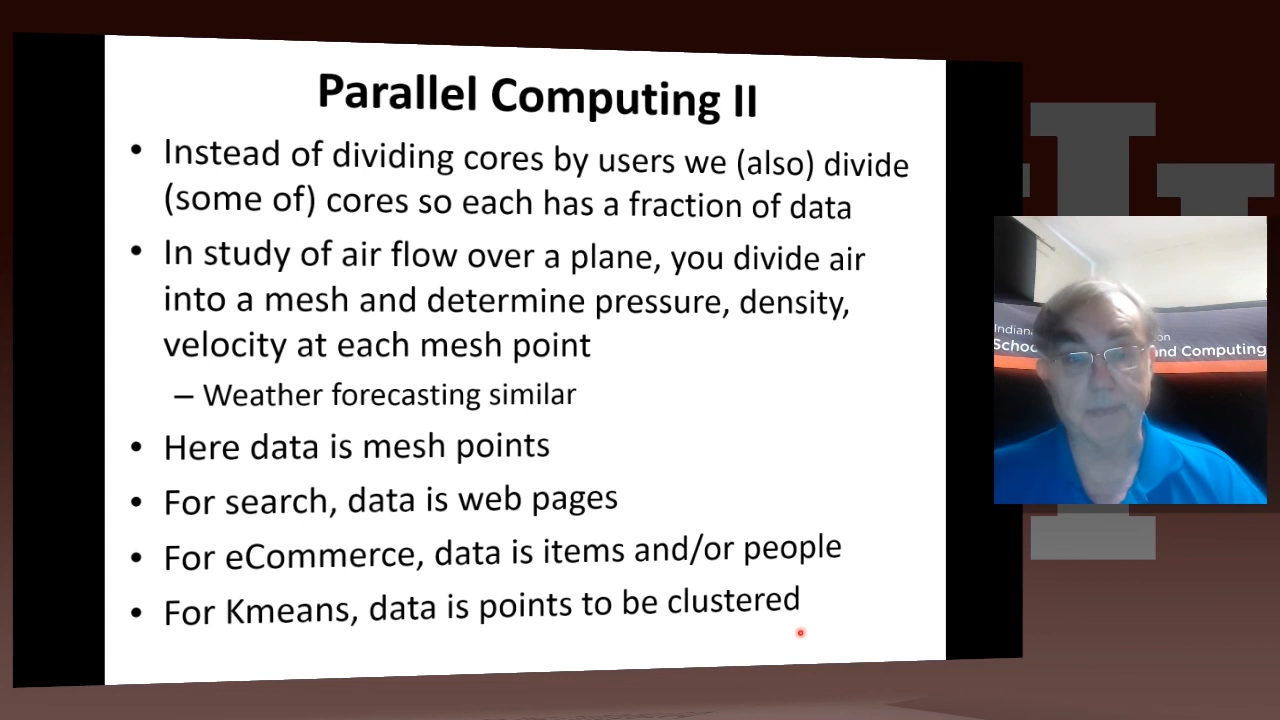 Parallel Computing II
• Instead of dividing cores by users we (also) divide
(some of) cores so each has a fraction of data
• In study of air flow over a plane, you divide air
into a mesh and determine pressure, density,
velocity at each mesh point
– Weather forecasting similar
• Here data is mesh points
• For search, data is web pages
• For eCommerce, data is items and/or people
• For Kmeans, data is points to be clustered
and Computing